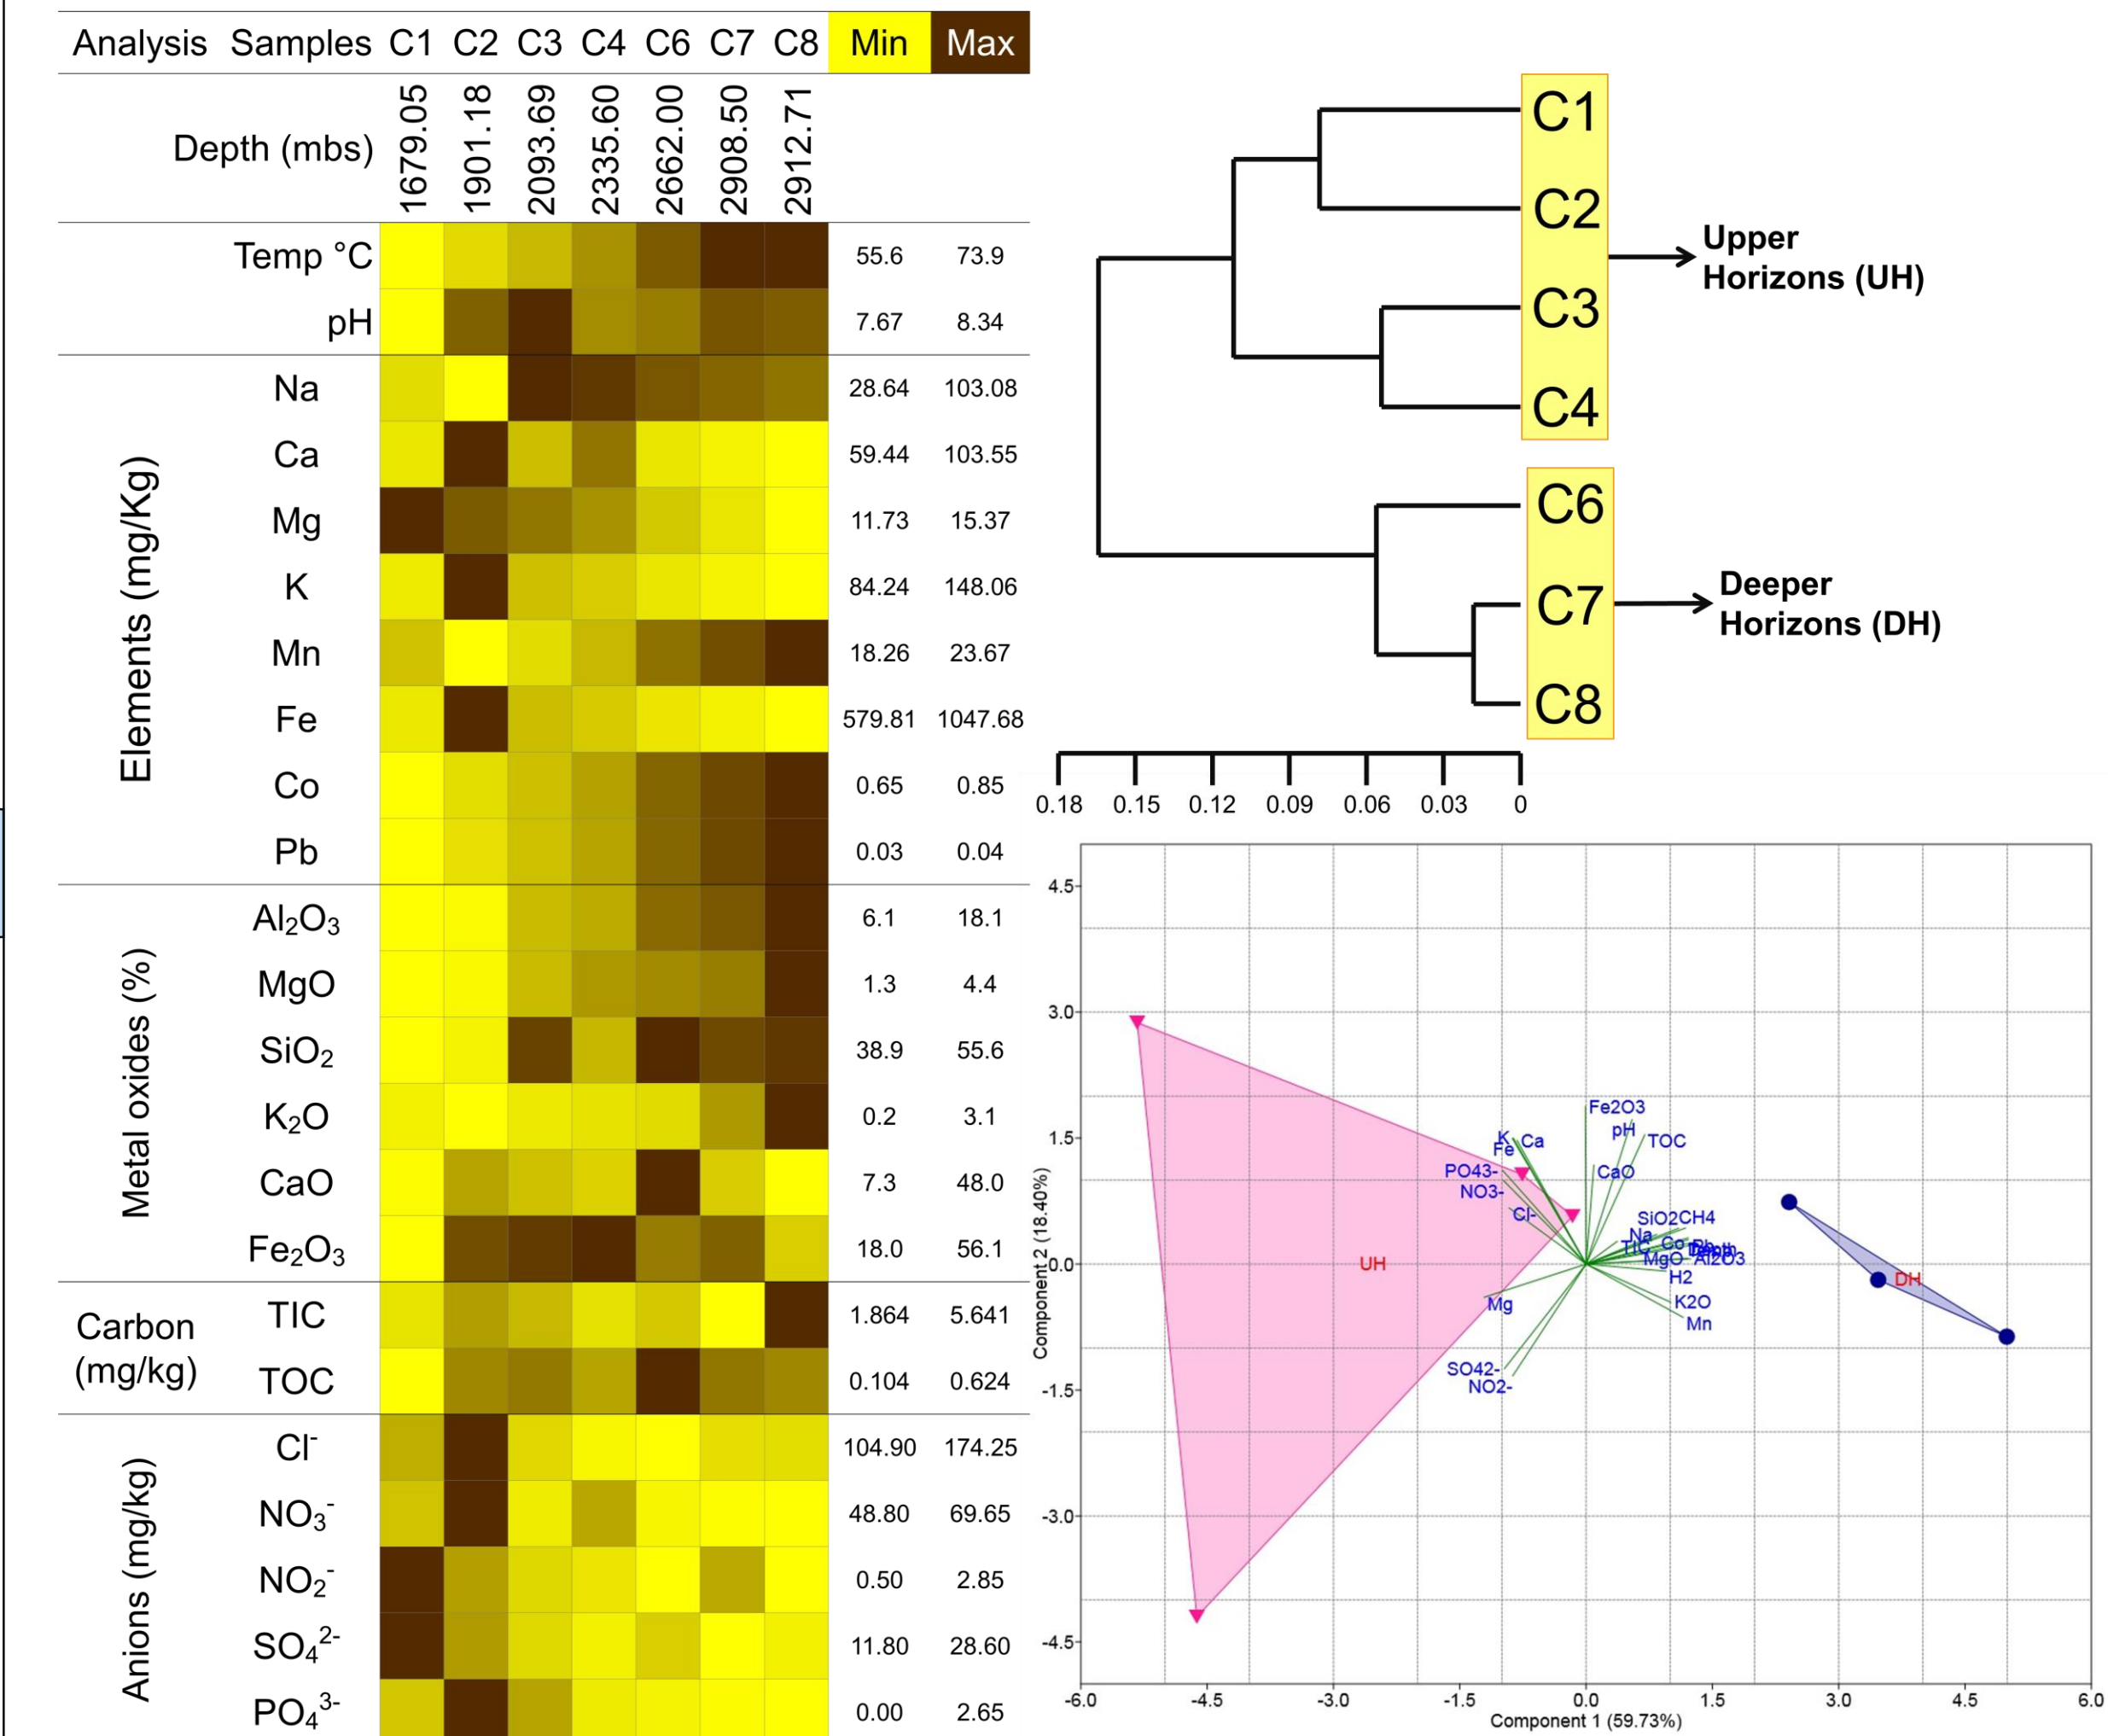 Analysis Samples C1 C2 C3 C4 C6 C7 C8 Min Max
Depth (mbs) 1679.05 1901.18 2093.69 2335.60 2662.00 2908.50 2912.71
Temp °C 55.6 73.9
pH 7.67 8.34
Elements (mg/Kg)
Na 28.64 103.08
Ca 59.44 103.55
Mg 11.73 15.37
K 84.24 148.06
Mn 18.26 23.67
Fe 579.81 1047.68
Co 0.65 0.85
Pb 0.03 0.04
Metal oxides (%)
Al₂O₃ 6.1 18.1
MgO 1.3 4.4
SiO₂ 38.9 55.6
K₂O 0.2 3.1
CaO 7.3 48.0
Fe₂O₃ 18.0 56.1
Carbon
(mg/kg)
TIC 1.864 5.641
TOC 0.104 0.624
Anions (mg/kg)
Cl⁻ 104.90 174.25
NO₃⁻ 48.80 69.65
NO₂⁻ 0.50 2.85
SO₄²⁻ 11.80 28.60
PO₄³⁻ 0.00 2.65
C1
C2
C3
C4
Upper
Horizons (UH)
C6
C7
C8
Deeper
Horizons (DH)
0.18 0.15 0.12 0.09 0.06 0.03 0
Component 2 (18.40%)
4.5
3.0
1.5
0.0
-1.5
-3.0
-4.5
Fe2O3
pH
TOC
K
Ca
Fe
CaO
PO43-
NO3-
Cl-
SiO2 CH4
Na
TIC
Co
Pb
Depth
MgO
Al2O3
H2
K2O
Mn
Mg
SO42-
NO2-
UH
DH
-6.0 -4.5 -3.0 -1.5 0.0 1.5 3.0 4.5 6.0
Component 1 (59.73%)